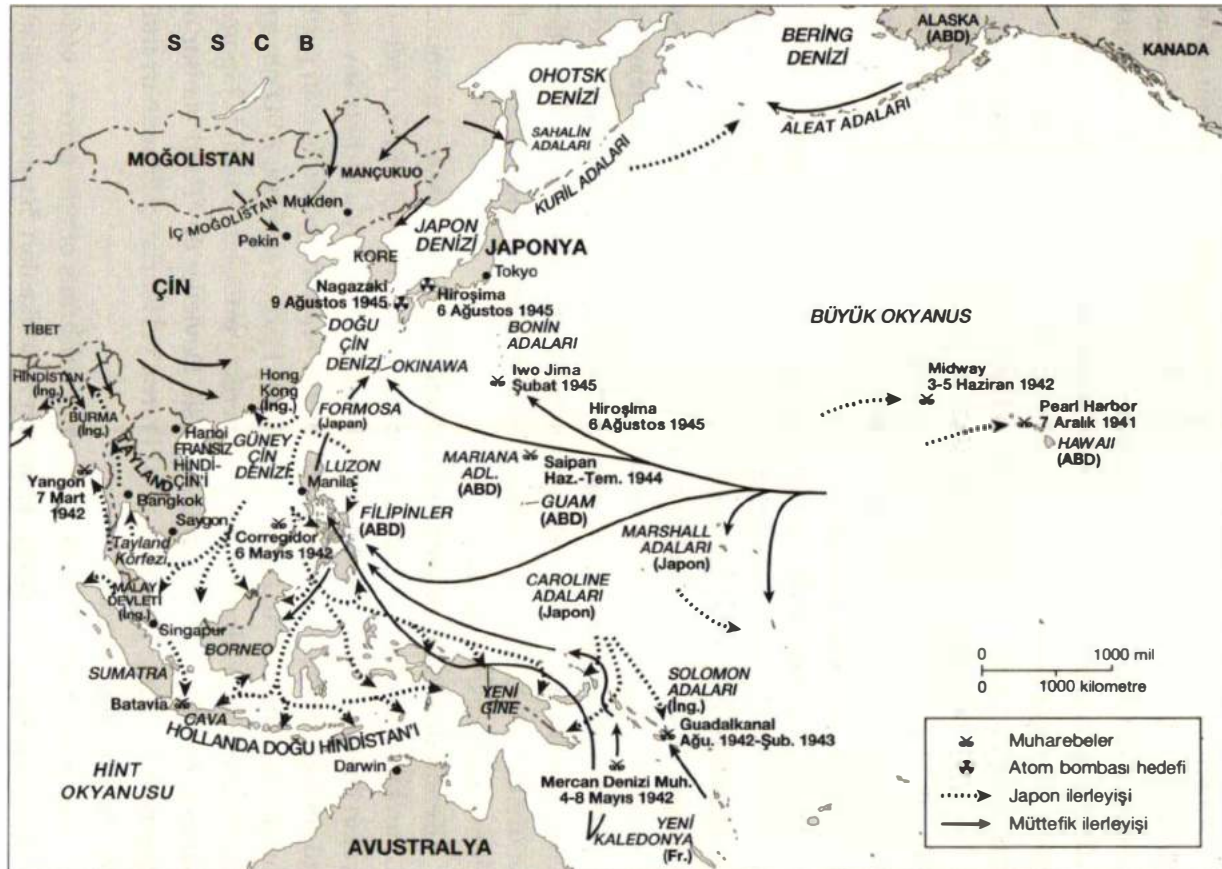 S S C B
ALASKA
(ABD)
KANADA
BERING
DENİZİ
OHOTSK
DENİZİ
ALEAT ADALARI
SAHALİN
ADALARI
KURİL ADALARI
MOĞOLİSTAN
MANÇUKUO
Mukden
İÇ MOĞOLİSTAN
Pekin
JAPON
DENİZİ
JAPONYA
KORE
Tokyo
ÇİN
Nagazaki
9 Ağustos 1945
Hiroşima
6 Ağustos 1945
DOĞU
ÇİN
DENİZİ
BONİN
ADALARI
BÜYÜK OKYANUS
TİBET
OKINAWA
Iwo Jima
Şubat 1945
Midway
3-5 Haziran 1942
HİNDİSTAN
(İng.)
Hong
Kong
(İng.)
FORMOSA
(Japan)
Hiroşima
6 Ağustos 1945
Pearl Harbor
7 Aralık 1941
BURMA
(İng.)
Hanoi
FRANSIZ
HİNDİ-
ÇİN'İ
GÜNEY
ÇİN
DENİZİ
HAWAII
(ABD)
TAYLAND
LUZON
Manila
MARIANA
ADL.
(ABD)
Saipan
Haz.-Tem. 1944
Yangon
7 Mart
1942
Bangkok
GUAM
(ABD)
Saygon
FİLİPİNLER
(ABD)
Corregidor
6 Mayıs 1942
MARSHALL
ADALARI
(Japon)
Tayland
Körfezi
CAROLINE
ADALARI
(Japon)
MALAY
DEVLETİ
(İng.)
Singapur
BORNEO
SUMATRA
SOLOMON
ADALARI
(İng.)
0 1000 mil
0 1000 kilometre
YENİ
GİNE
Batavia
CAVA
HOLLANDA DOĞU HİNDİSTAN'I
Guadalkanal
Ağu. 1942-Şub. 1943
Darwin
HİNT
OKYANUSU
Mercan Denizi Muh.
4-8 Mayıs 1942
YENİ
KALEDONYA
(Fr.)
AVUSTRALYA
Muharebeler
Atom bombası hedefi
Japon ilerleyişi
Müttefik ilerleyişi